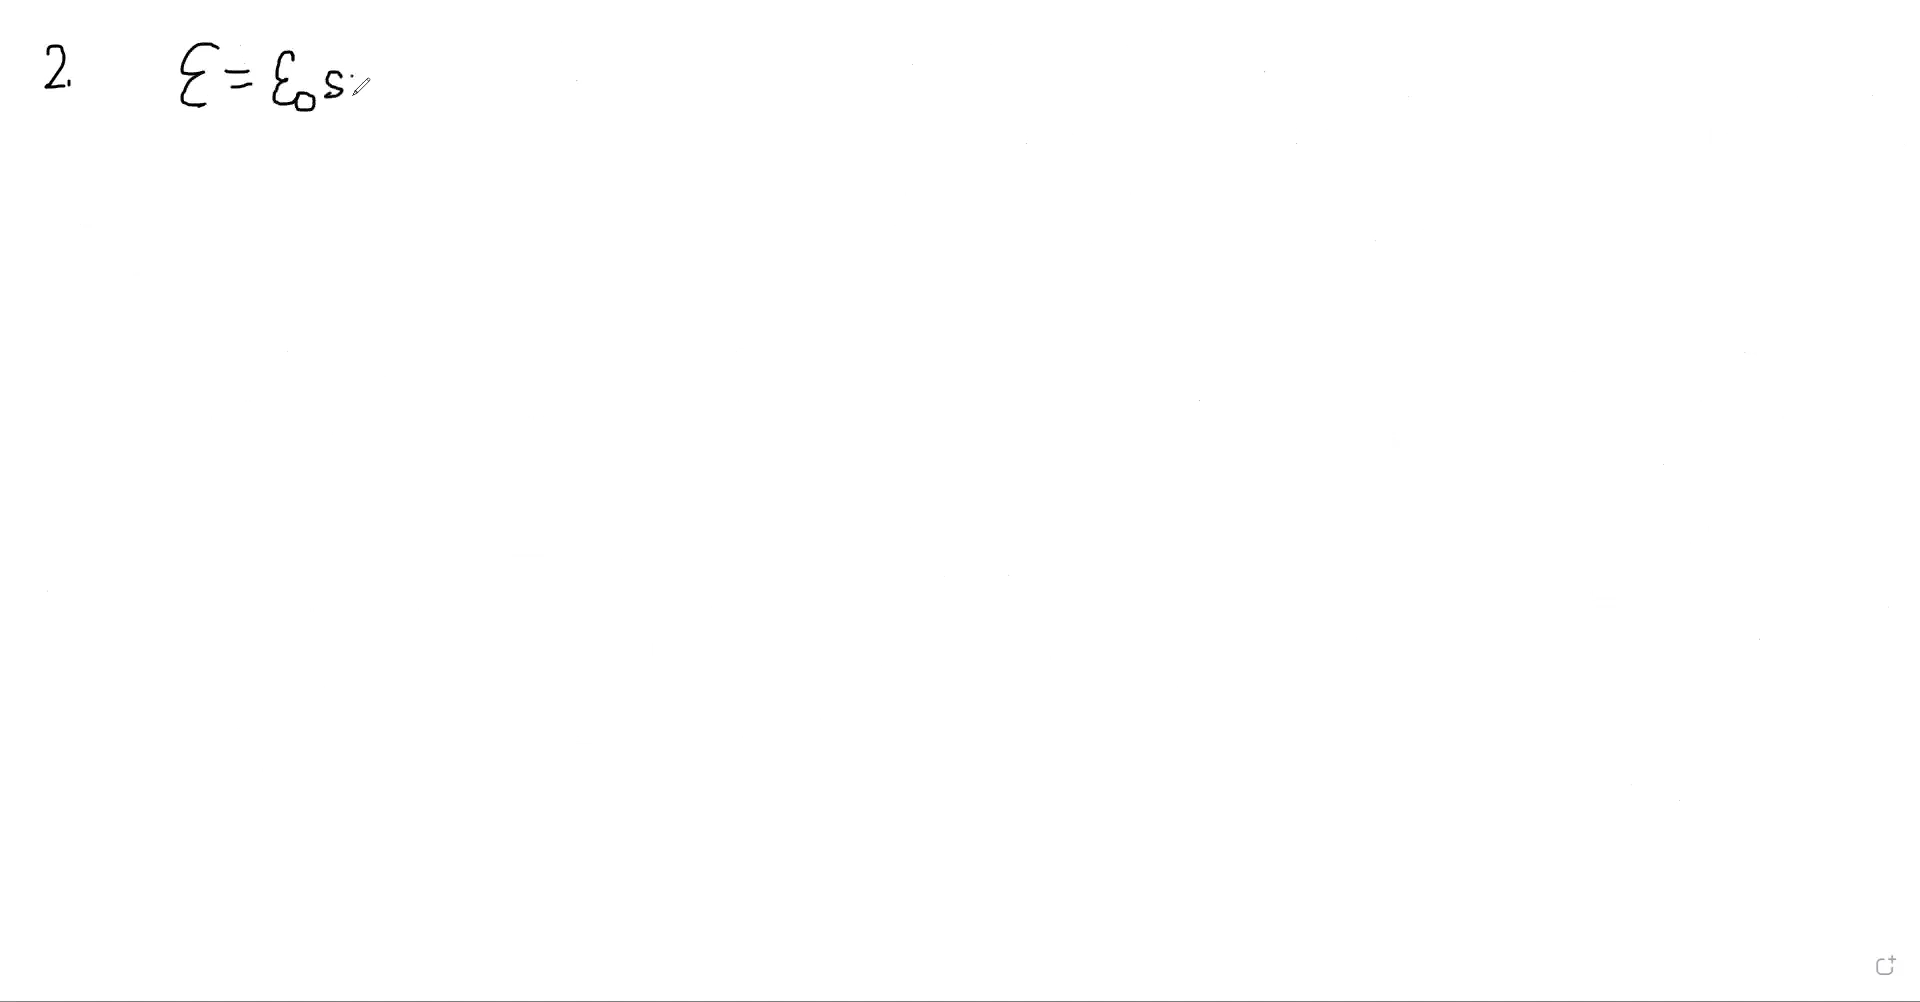 2. ℰ = ℰ₀ s